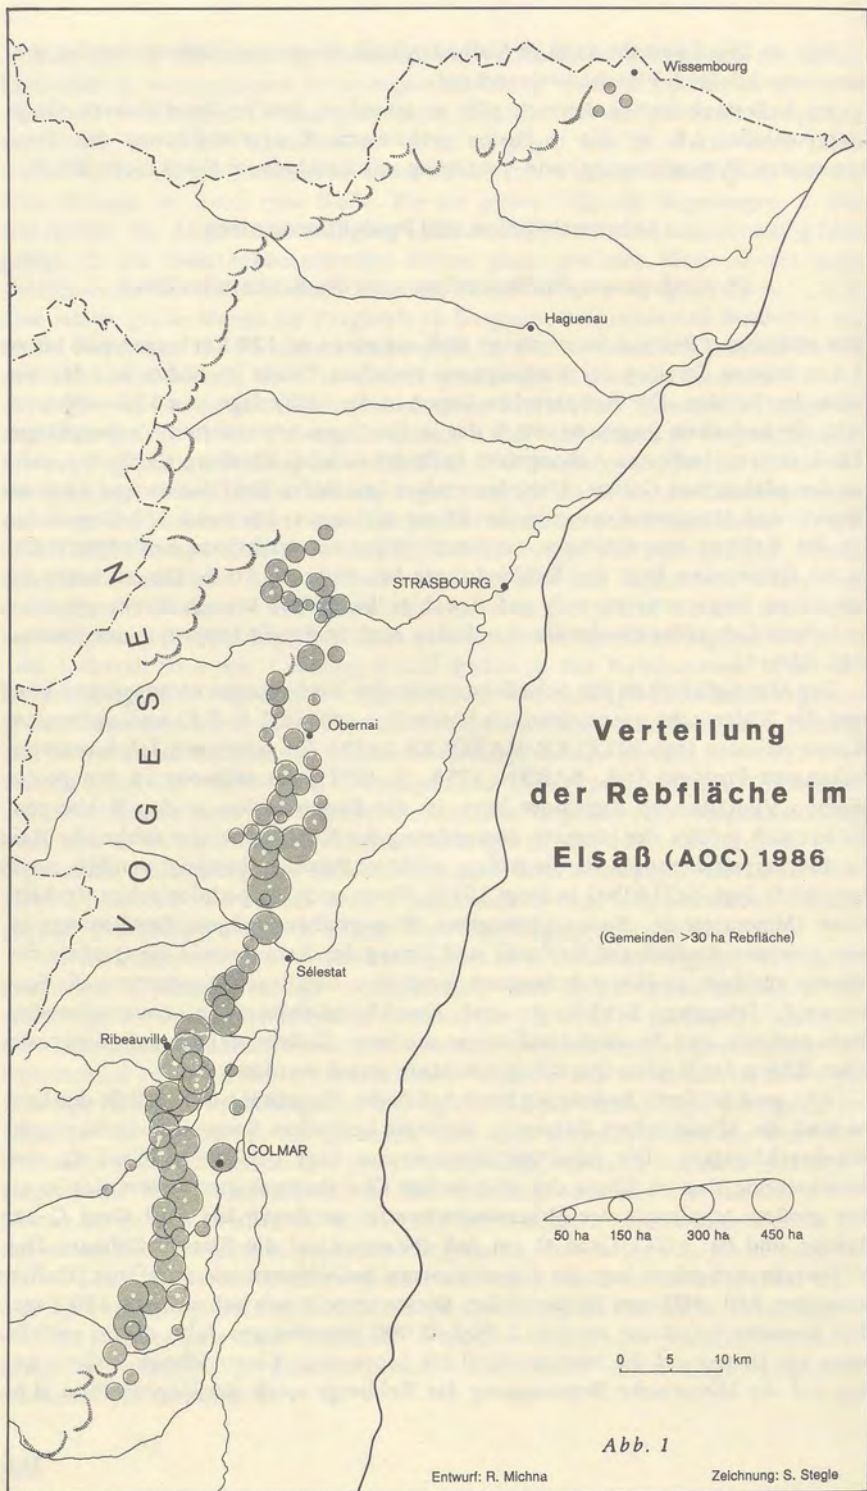 Wissembourg
Haguenau
STRASBOURG
VOGESEN
Obernai
Verteilung
der Rebfläche im
Elsaß (AOC) 1986
(Gemeinden >30 ha Rebfläche)
Sélestat
Ribeauvillé
COLMAR
50 ha 150 ha 300 ha 450 ha
0 5 10 km
Abb. 1
Entwurf: R. Michna Zeichnung: S. Stegle